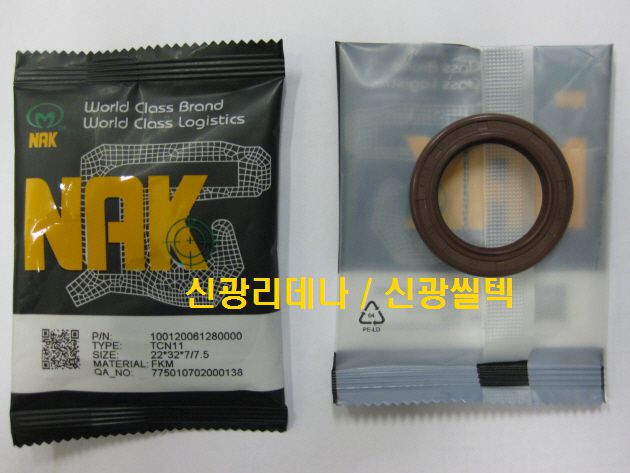 World Class Brand
World Class Logistics
NAK
NAK
신광리데나 / 신광씰텍
P/N: 100120061280000
TYPE: TCN11
SIZE: 22*32*7/7.5
MATERIAL: FKM
QA_NO: 775010702000138
04
PE-LD